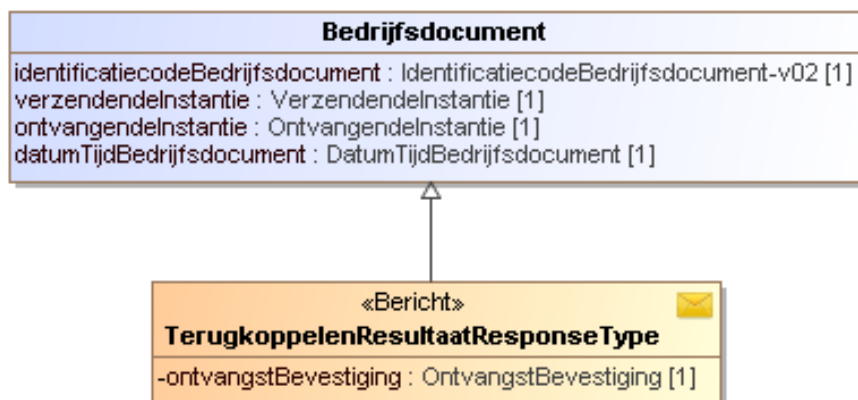 Bedrijfsdocument
identificatiecodeBedrijfsdocument : IdentificatiecodeBedrijfsdocument-v02 [1]
verzendendeInstantie : VerzendendeInstantie [1]
ontvangendeInstantie : OntvangendeInstantie [1]
datumTijdBedrijfsdocument : DatumTijdBedrijfsdocument [1]
«Bericht»
TerugkoppelenResultaatResponseType
-ontvangstBevestiging : OntvangstBevestiging [1]